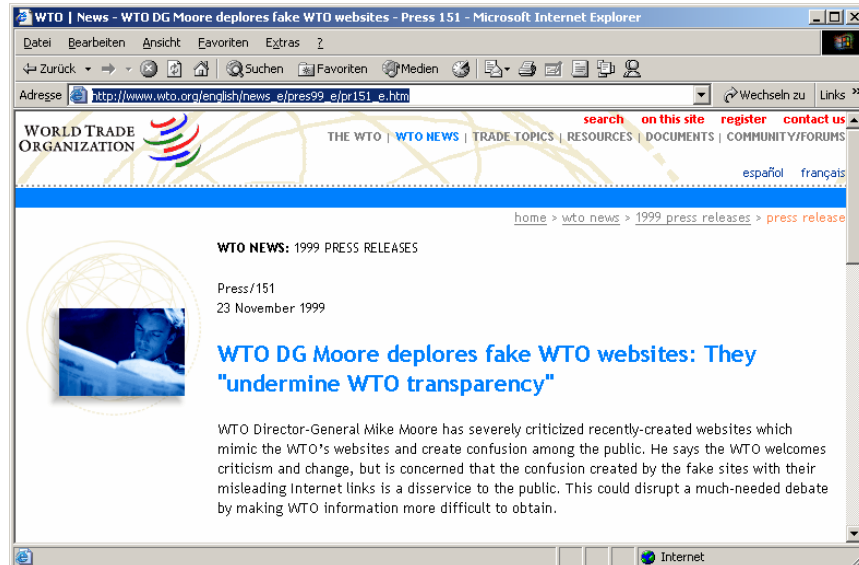 WTO | News - WTO DG Moore deplores fake WTO websites - Press 151 - Microsoft Internet Explorer
Datei Bearbeiten Ansicht Favoriten Extras ?
Zurück Suchen Favoriten Medien
Adresse http://www.wto.org/english/news_e/pres99_e/pr151_e.htm Wechseln zu Links »
search on this site register contact us
WORLD TRADE
ORGANIZATION
THE WTO | WTO NEWS | TRADE TOPICS | RESOURCES | DOCUMENTS | COMMUNITY/FORUMS
español français
home > wto news > 1999 press releases > press release
WTO NEWS: 1999 PRESS RELEASES
Press/151
23 November 1999
WTO DG Moore deplores fake WTO websites: They
"undermine WTO transparency"
WTO Director-General Mike Moore has severely criticized recently-created websites which
mimic the WTO's websites and create confusion among the public. He says the WTO welcomes
criticism and change, but is concerned that the confusion created by the fake sites with their
misleading Internet links is a disservice to the public. This could disrupt a much-needed debate
by making WTO information more difficult to obtain.
Internet